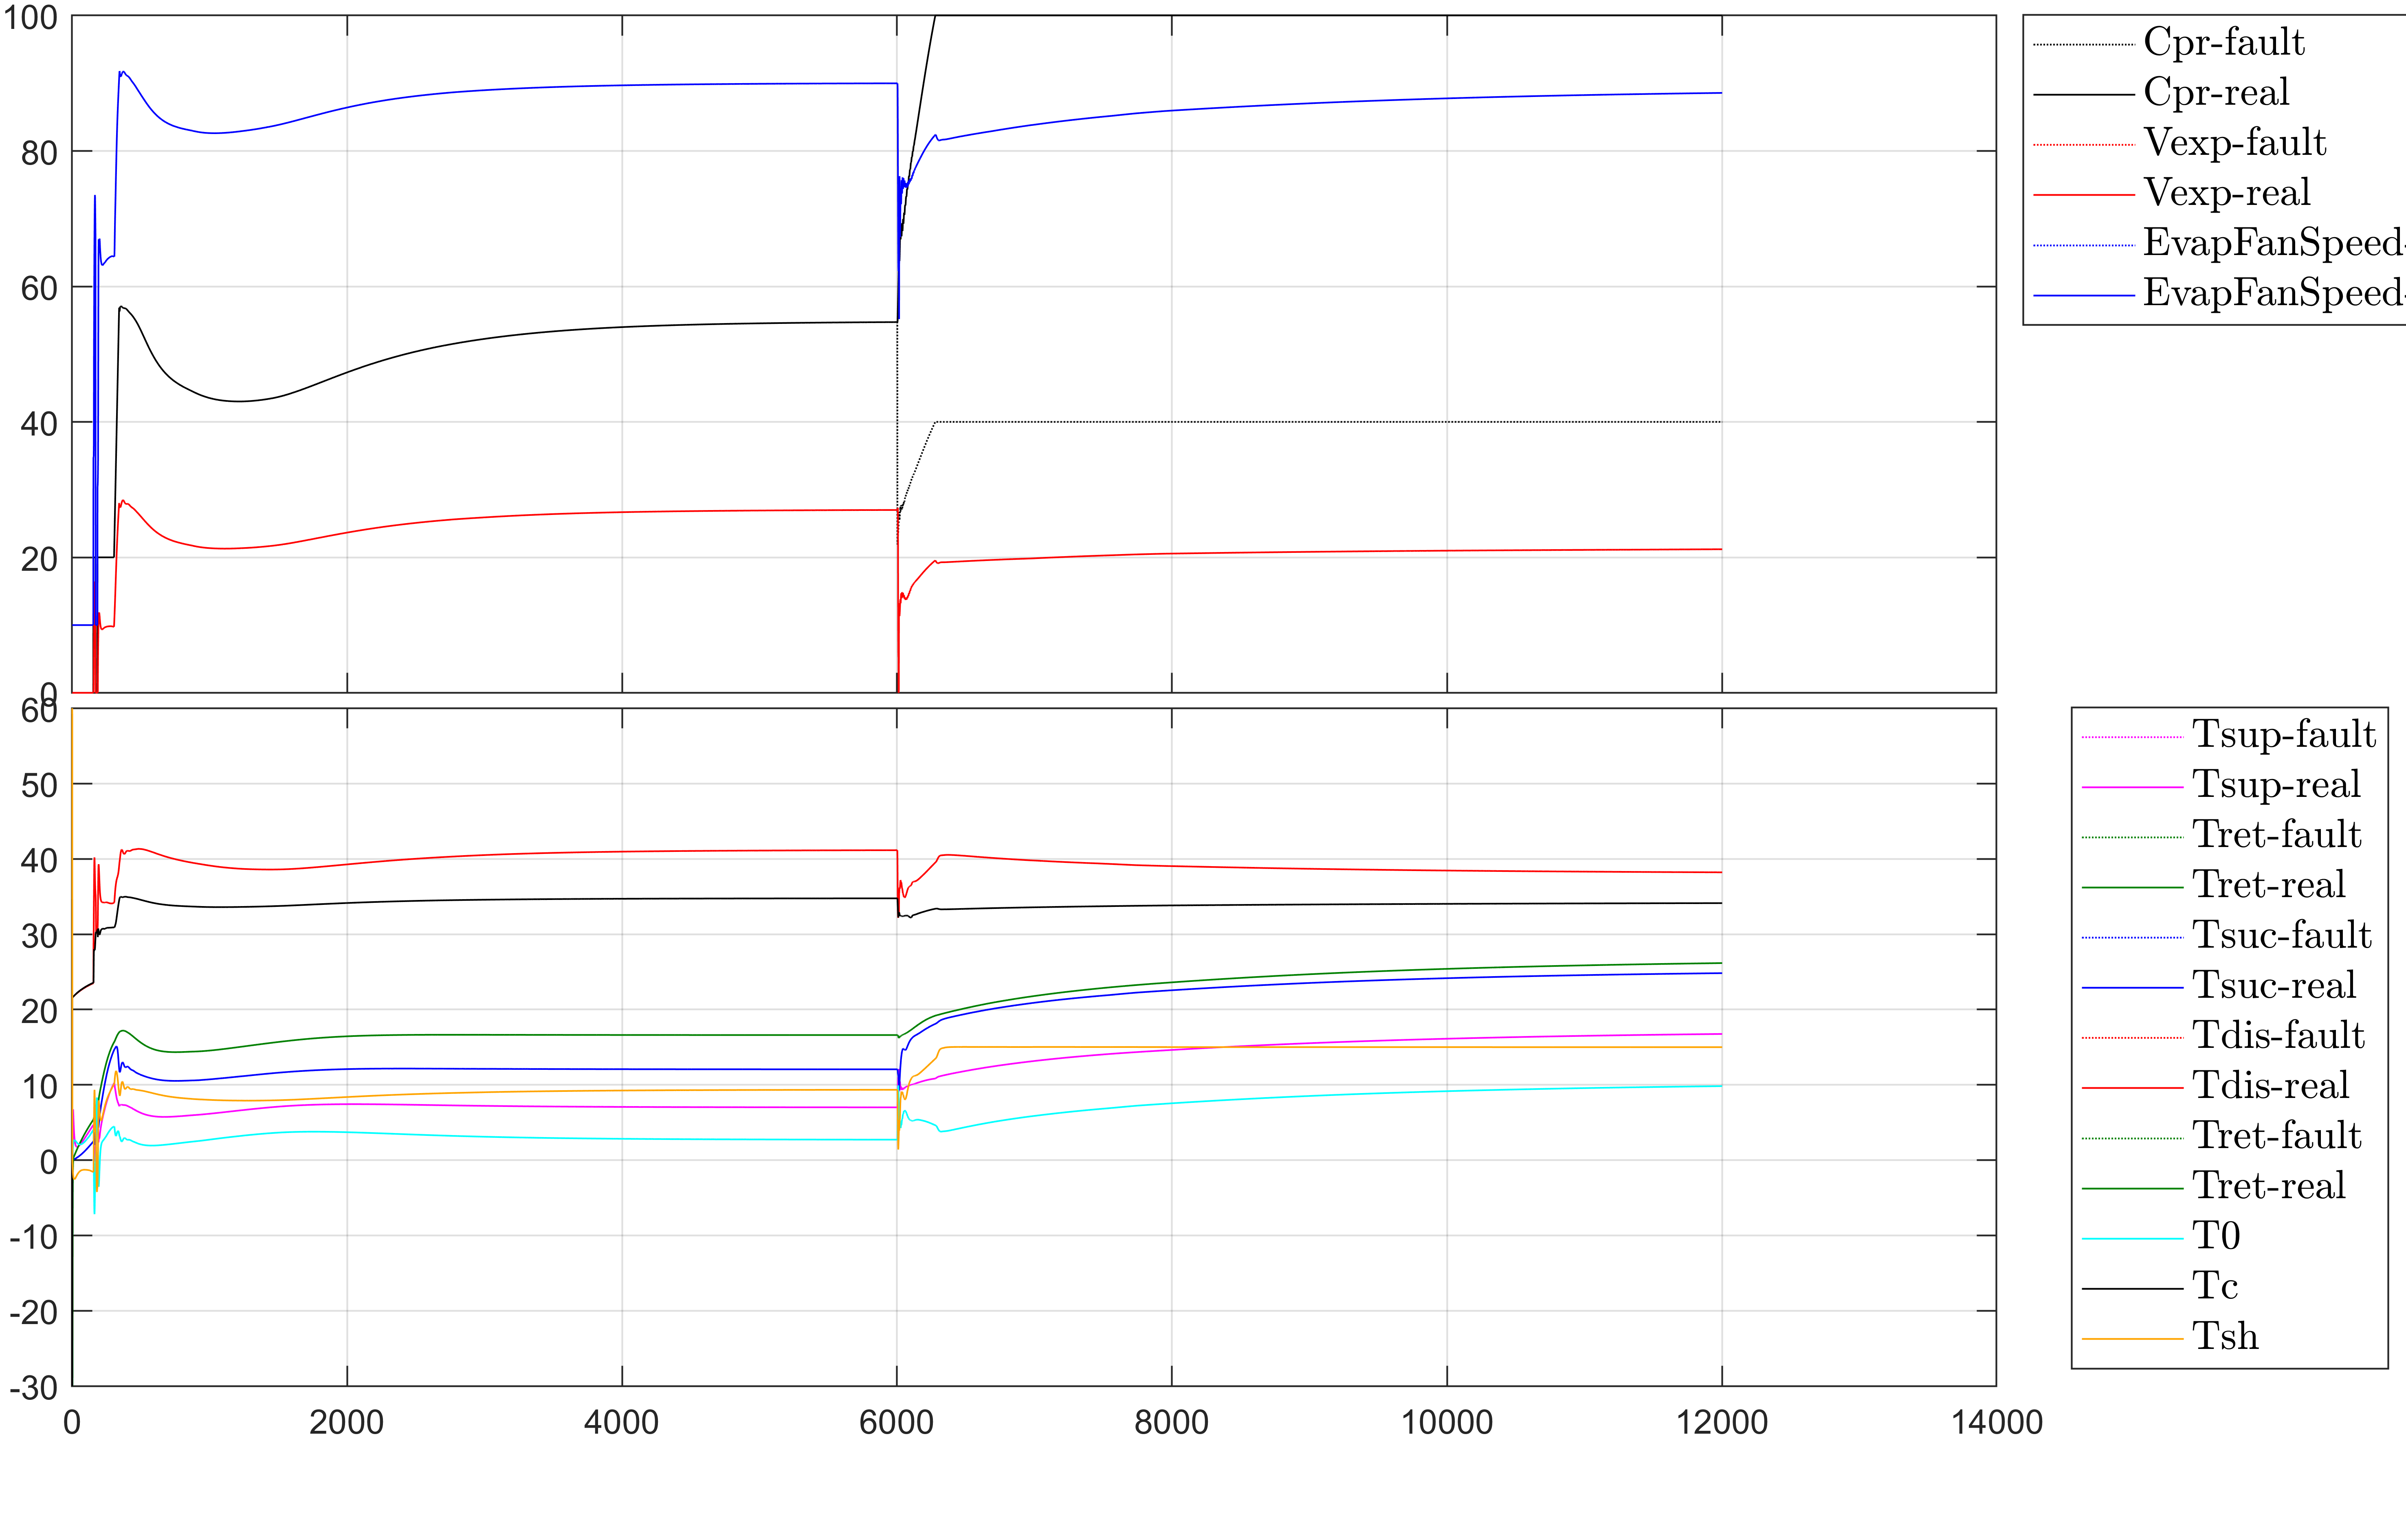 100
80
60
40
20
0
Cpr-fault
Cpr-real
Vexp-fault
Vexp-real
EvapFanSpeed-
EvapFanSpeed-
60
50
40
30
20
10
0
-10
-20
-30
0
2000
4000
6000
8000
10000
12000
14000
Tsup-fault
Tsup-real
Tret-fault
Tret-real
Tsuc-fault
Tsuc-real
Tdis-fault
Tdis-real
Tret-fault
Tret-real
T0
Tc
Tsh